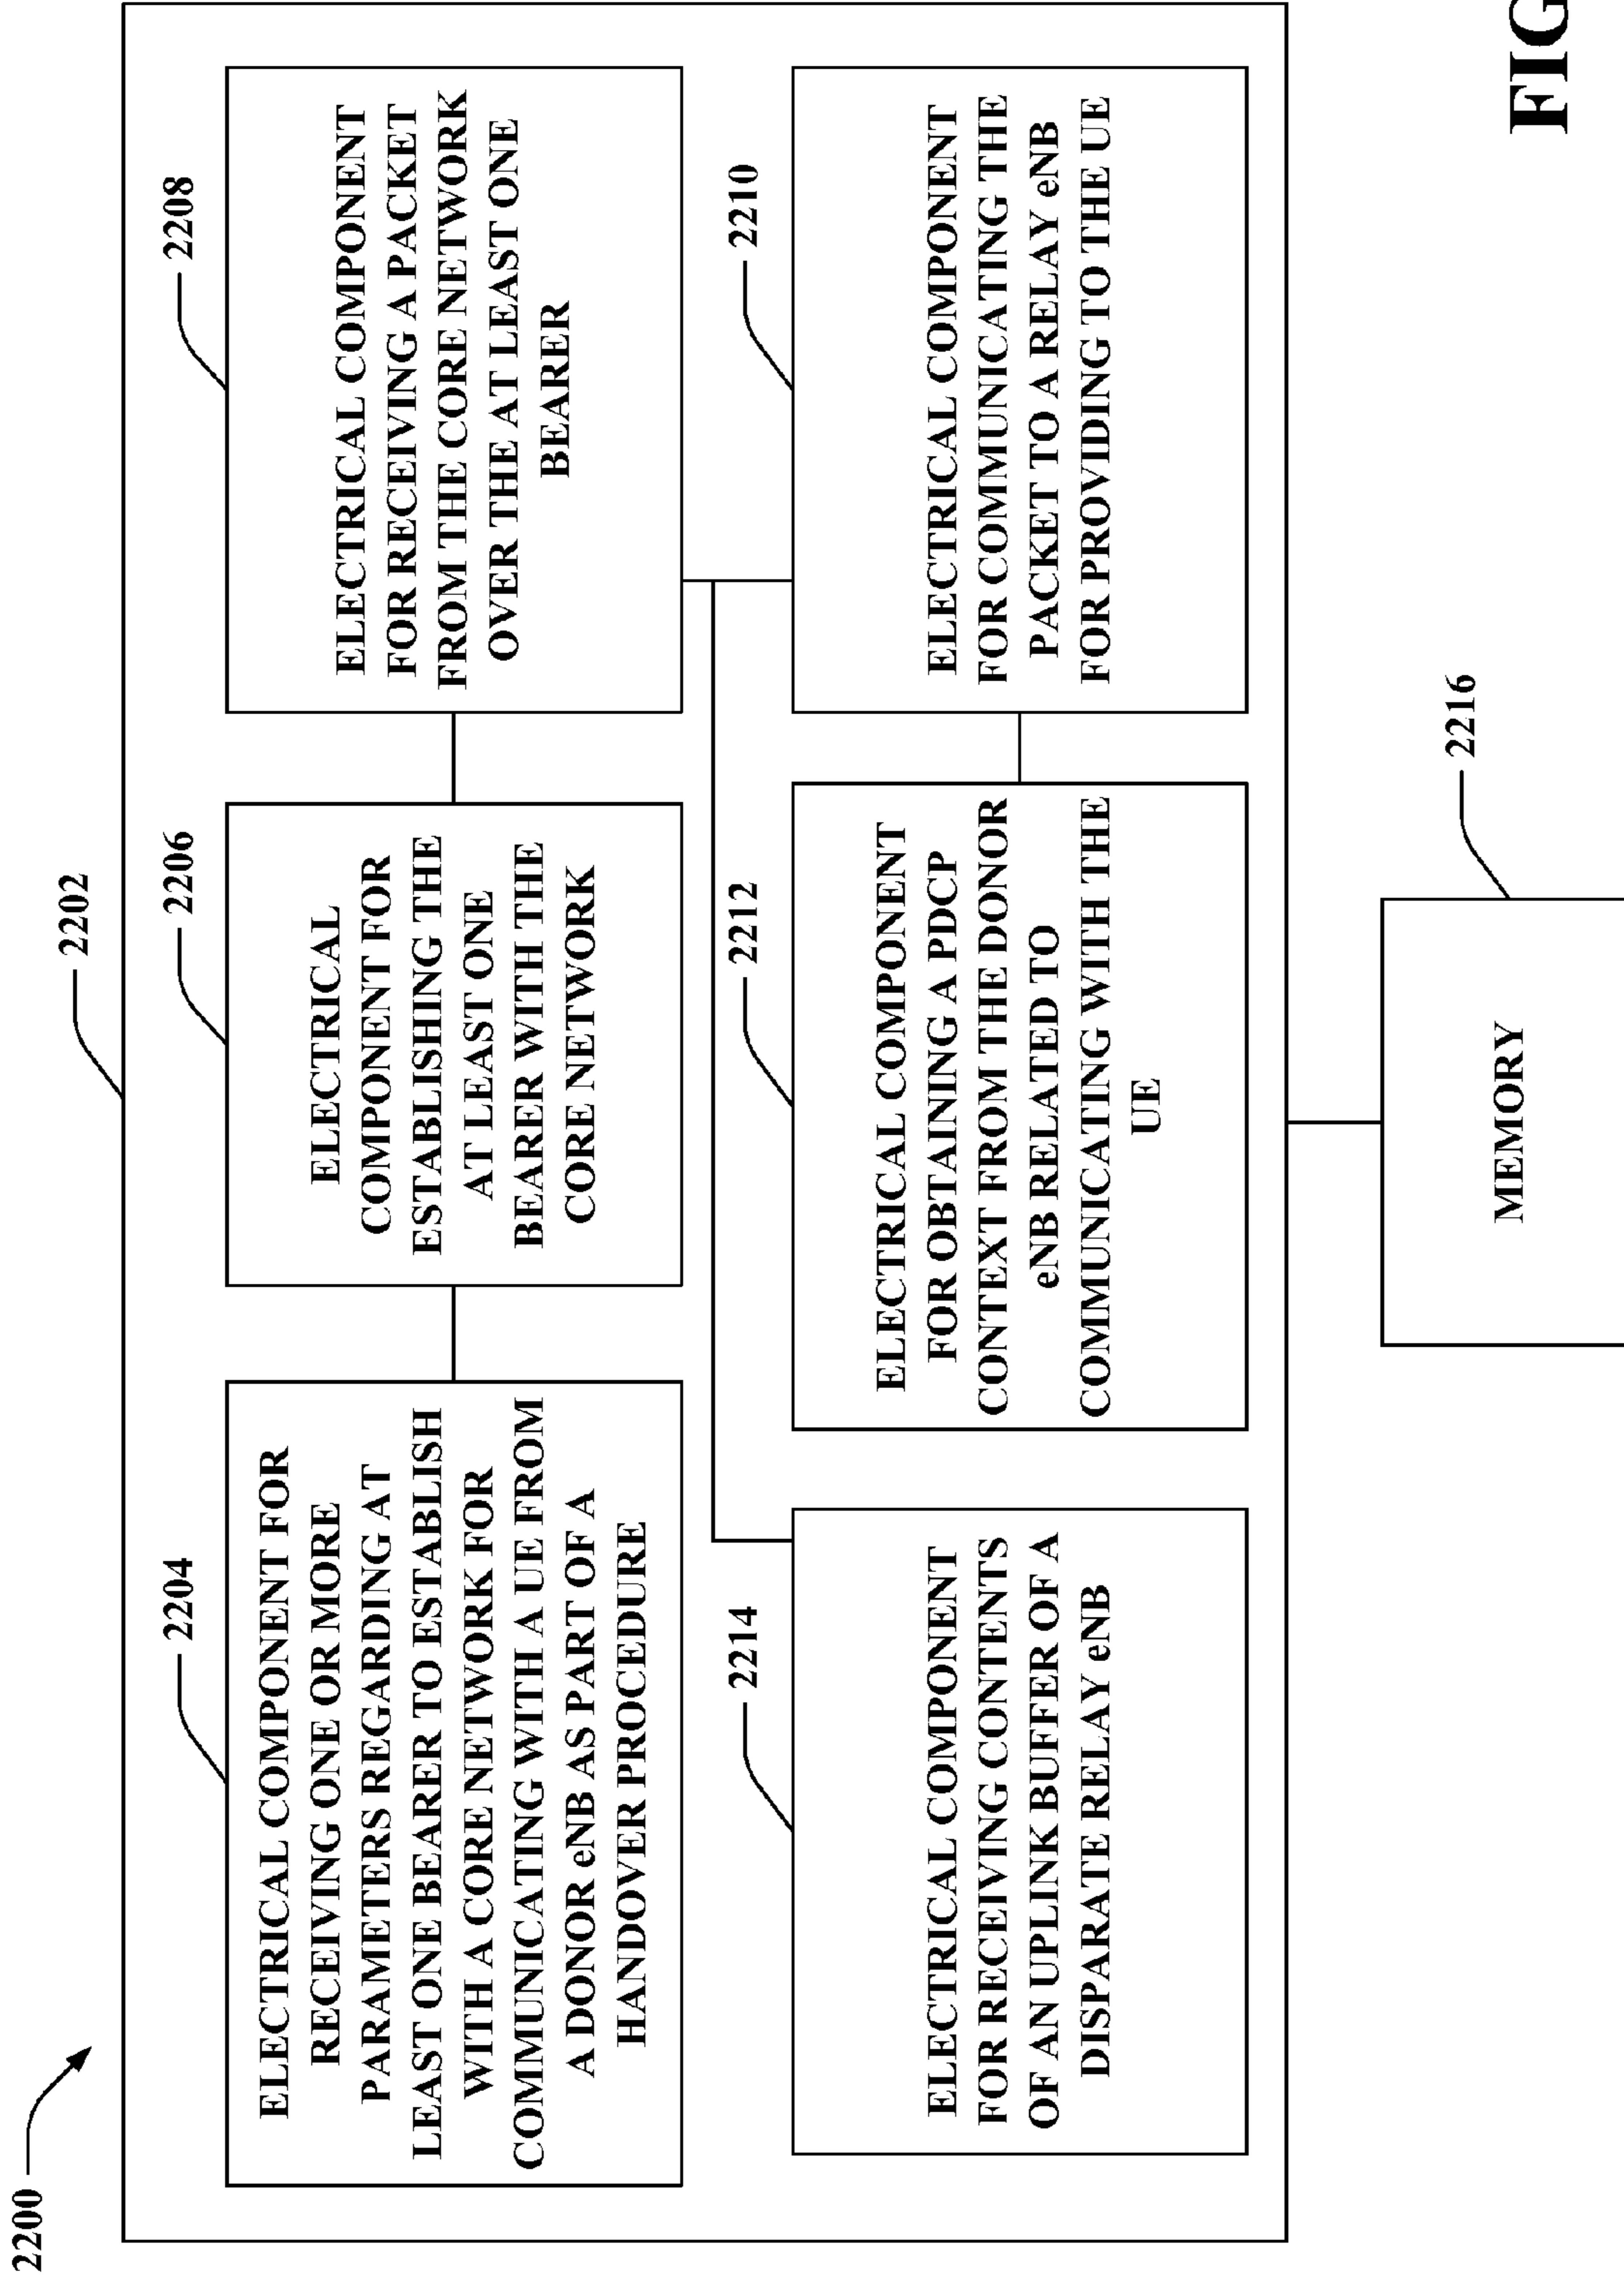 2200
2202
2204
ELECTRICAL COMPONENT FOR
RECEIVING ONE OR MORE
PARAMETERS REGARDING AT
LEAST ONE BEARER TO ESTABLISH
WITH A CORE NETWORK FOR
COMMUNICATING WITH A UE FROM
A DONOR eNB AS PART OF A
HANDOVER PROCEDURE
2206
ELECTRICAL
COMPONENT FOR
ESTABLISHING THE
AT LEAST ONE
BEARER WITH THE
CORE NETWORK
2208
ELECTRICAL COMPONENT
FOR RECEIVING A PACKET
FROM THE CORE NETWORK
OVER THE AT LEAST ONE
BEARER
2214
ELECTRICAL COMPONENT
FOR RECEIVING CONTENTS
OF AN UPLINK BUFFER OF A
DISPARATE RELAY eNB
2212
ELECTRICAL COMPONENT
FOR OBTAINING A PDCP
CONTEXT FROM THE DONOR
eNB RELATED TO
COMMUNICATING WITH THE
UE
2210
ELECTRICAL COMPONENT
FOR COMMUNICATING THE
PACKET TO A RELAY eNB
FOR PROVIDING TO THE UE
2216
MEMORY
FIG